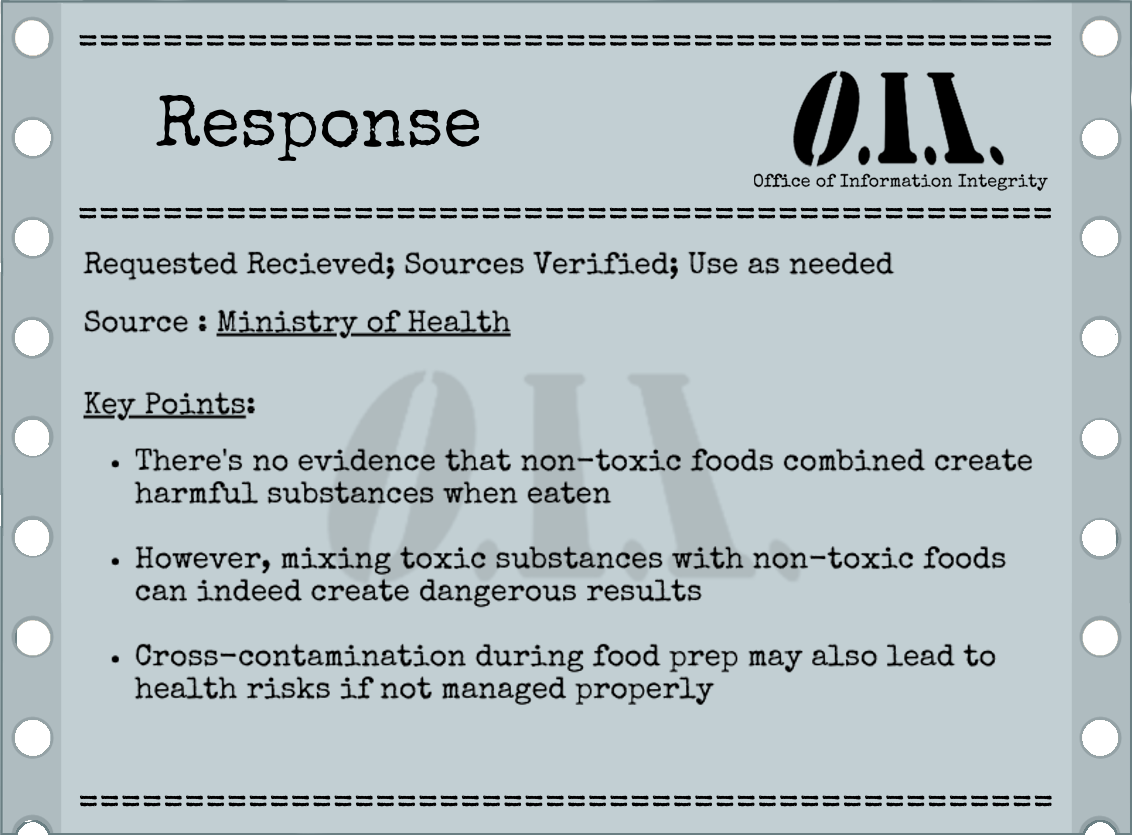 ==============================================
Response
O.I.I.
Office of Information Integrity
==============================================
Requested Recieved; Sources Verified; Use as needed
Source : Ministry of Health
Key Points:
• There's no evidence that non-toxic foods combined create
harmful substances when eaten
• However, mixing toxic substances with non-toxic foods
can indeed create dangerous results
• Cross-contamination during food prep may also lead to
health risks if not managed properly
O.I.I.
==============================================